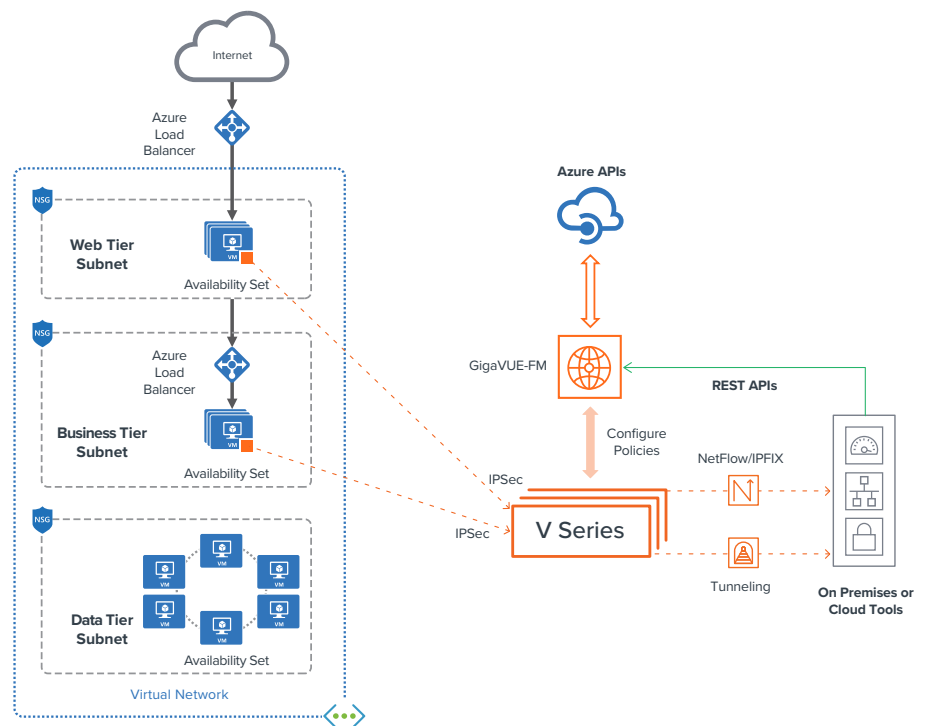 Internet
Azure
Load
Balancer
NSG
Web Tier
Subnet
VM
Availability Set
NSG
Azure
Load
Balancer
Business Tier
Subnet
VM
Availability Set
NSG
VM
VM
VM
VM
VM
VM
Data Tier
Subnet
Availability Set
Virtual Network
Azure APIs
GigaVUE-FM
REST APIs
Configure
Policies
NetFlow/IPFIX
IPSec
IPSec
V Series
Tunneling
On Premises or
Cloud Tools